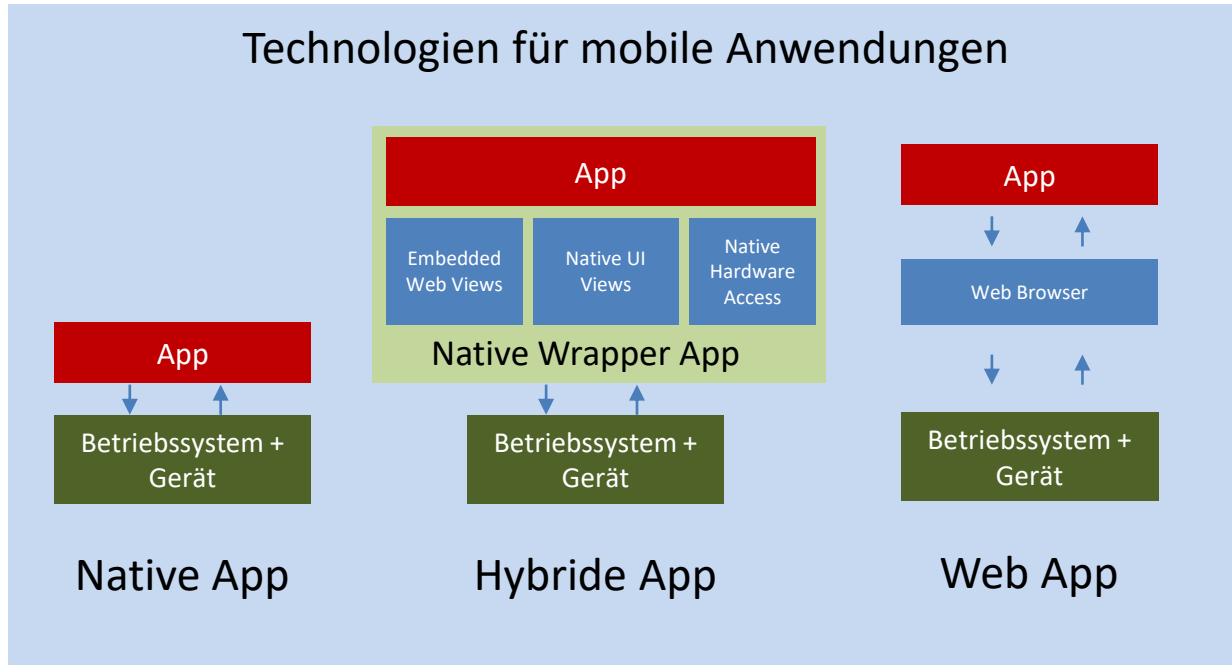 Technologien für mobile Anwendungen
App
Betriebssystem +
Gerät
Native App
App
Embedded
Web Views
Native UI
Views
Native
Hardware
Access
Native Wrapper App
Betriebssystem +
Gerät
Hybride App
App
Web Browser
Betriebssystem +
Gerät
Web App